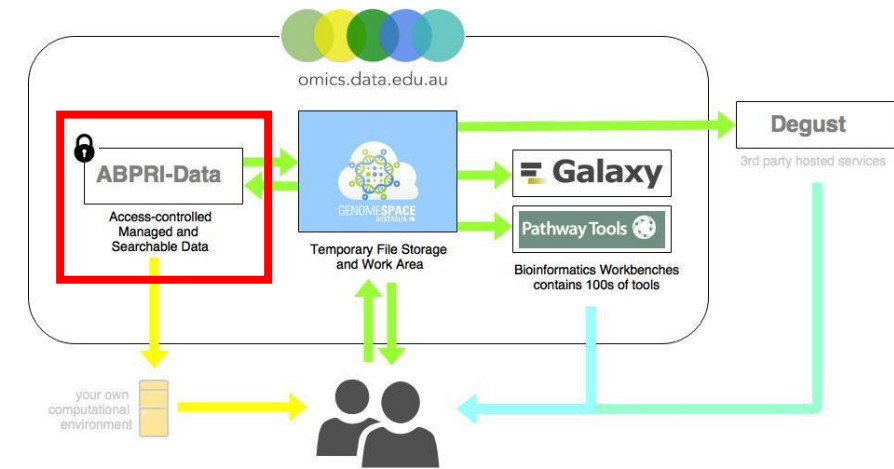 omics.data.edu.au
ABPRI-Data
Access-controlled
Managed and
Searchable Data
GENOMESPACE
AUSTRALIA
Temporary File Storage
and Work Area
Galaxy
Pathway Tools
Bioinformatics Workbenches
contains 100s of tools
Degust
3rd party hosted services
your own
computational
environment